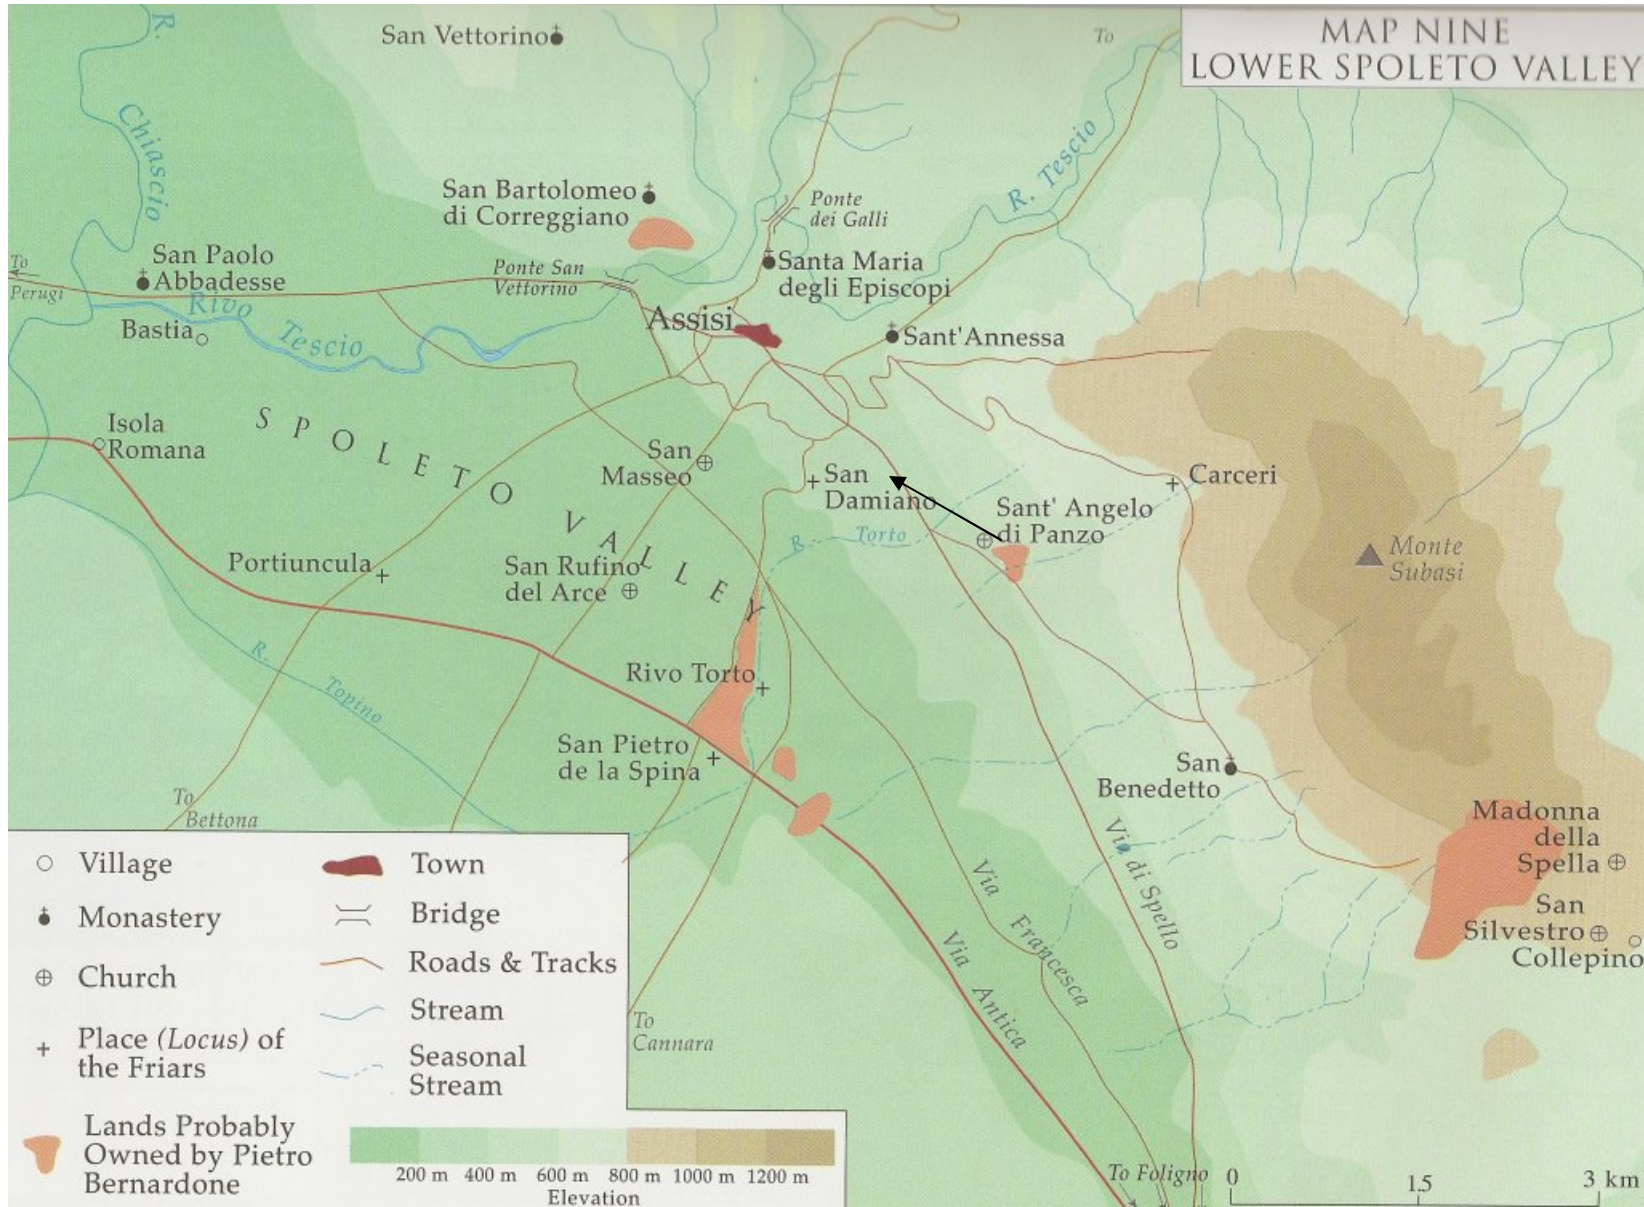 MAP NINE
LOWER SPOLETO VALLEY
To
San Vettorino
R.
Chiascio
R. Tescio
San Bartolomeo
di Correggiano
Ponte
dei Galli
San Paolo
Abbadesse
To
Perugi
Ponte San
Vettorino
Santa Maria
degli Episcopi
Rivo
Tescio
Bastia
Assisi
Sant'Annessa
Isola
Romana
SPOLETO
VALLEY
San
Masseo
San
Damiano
Carceri
Sant' Angelo
di Panzo
R. Torto
Monte
Subasi
Portiuncula
San Rufino
del Arce
R.
Topino
Rivo Torto
San Pietro
de la Spina
San
Benedetto
To
Bettona
Madonna
della
Spella
San
Silvestro
Collepino
Via di Spello
Via
Francesca
Via
Antica
To
Cannara
To Foligno
Village
Monastery
Church
Place (Locus) of
the Friars
Lands Probably
Owned by Pietro
Bernardone
Town
Bridge
Roads & Tracks
Stream
Seasonal
Stream
200 m 400 m 600 m 800 m 1000 m 1200 m
Elevation
0 1.5 3 km